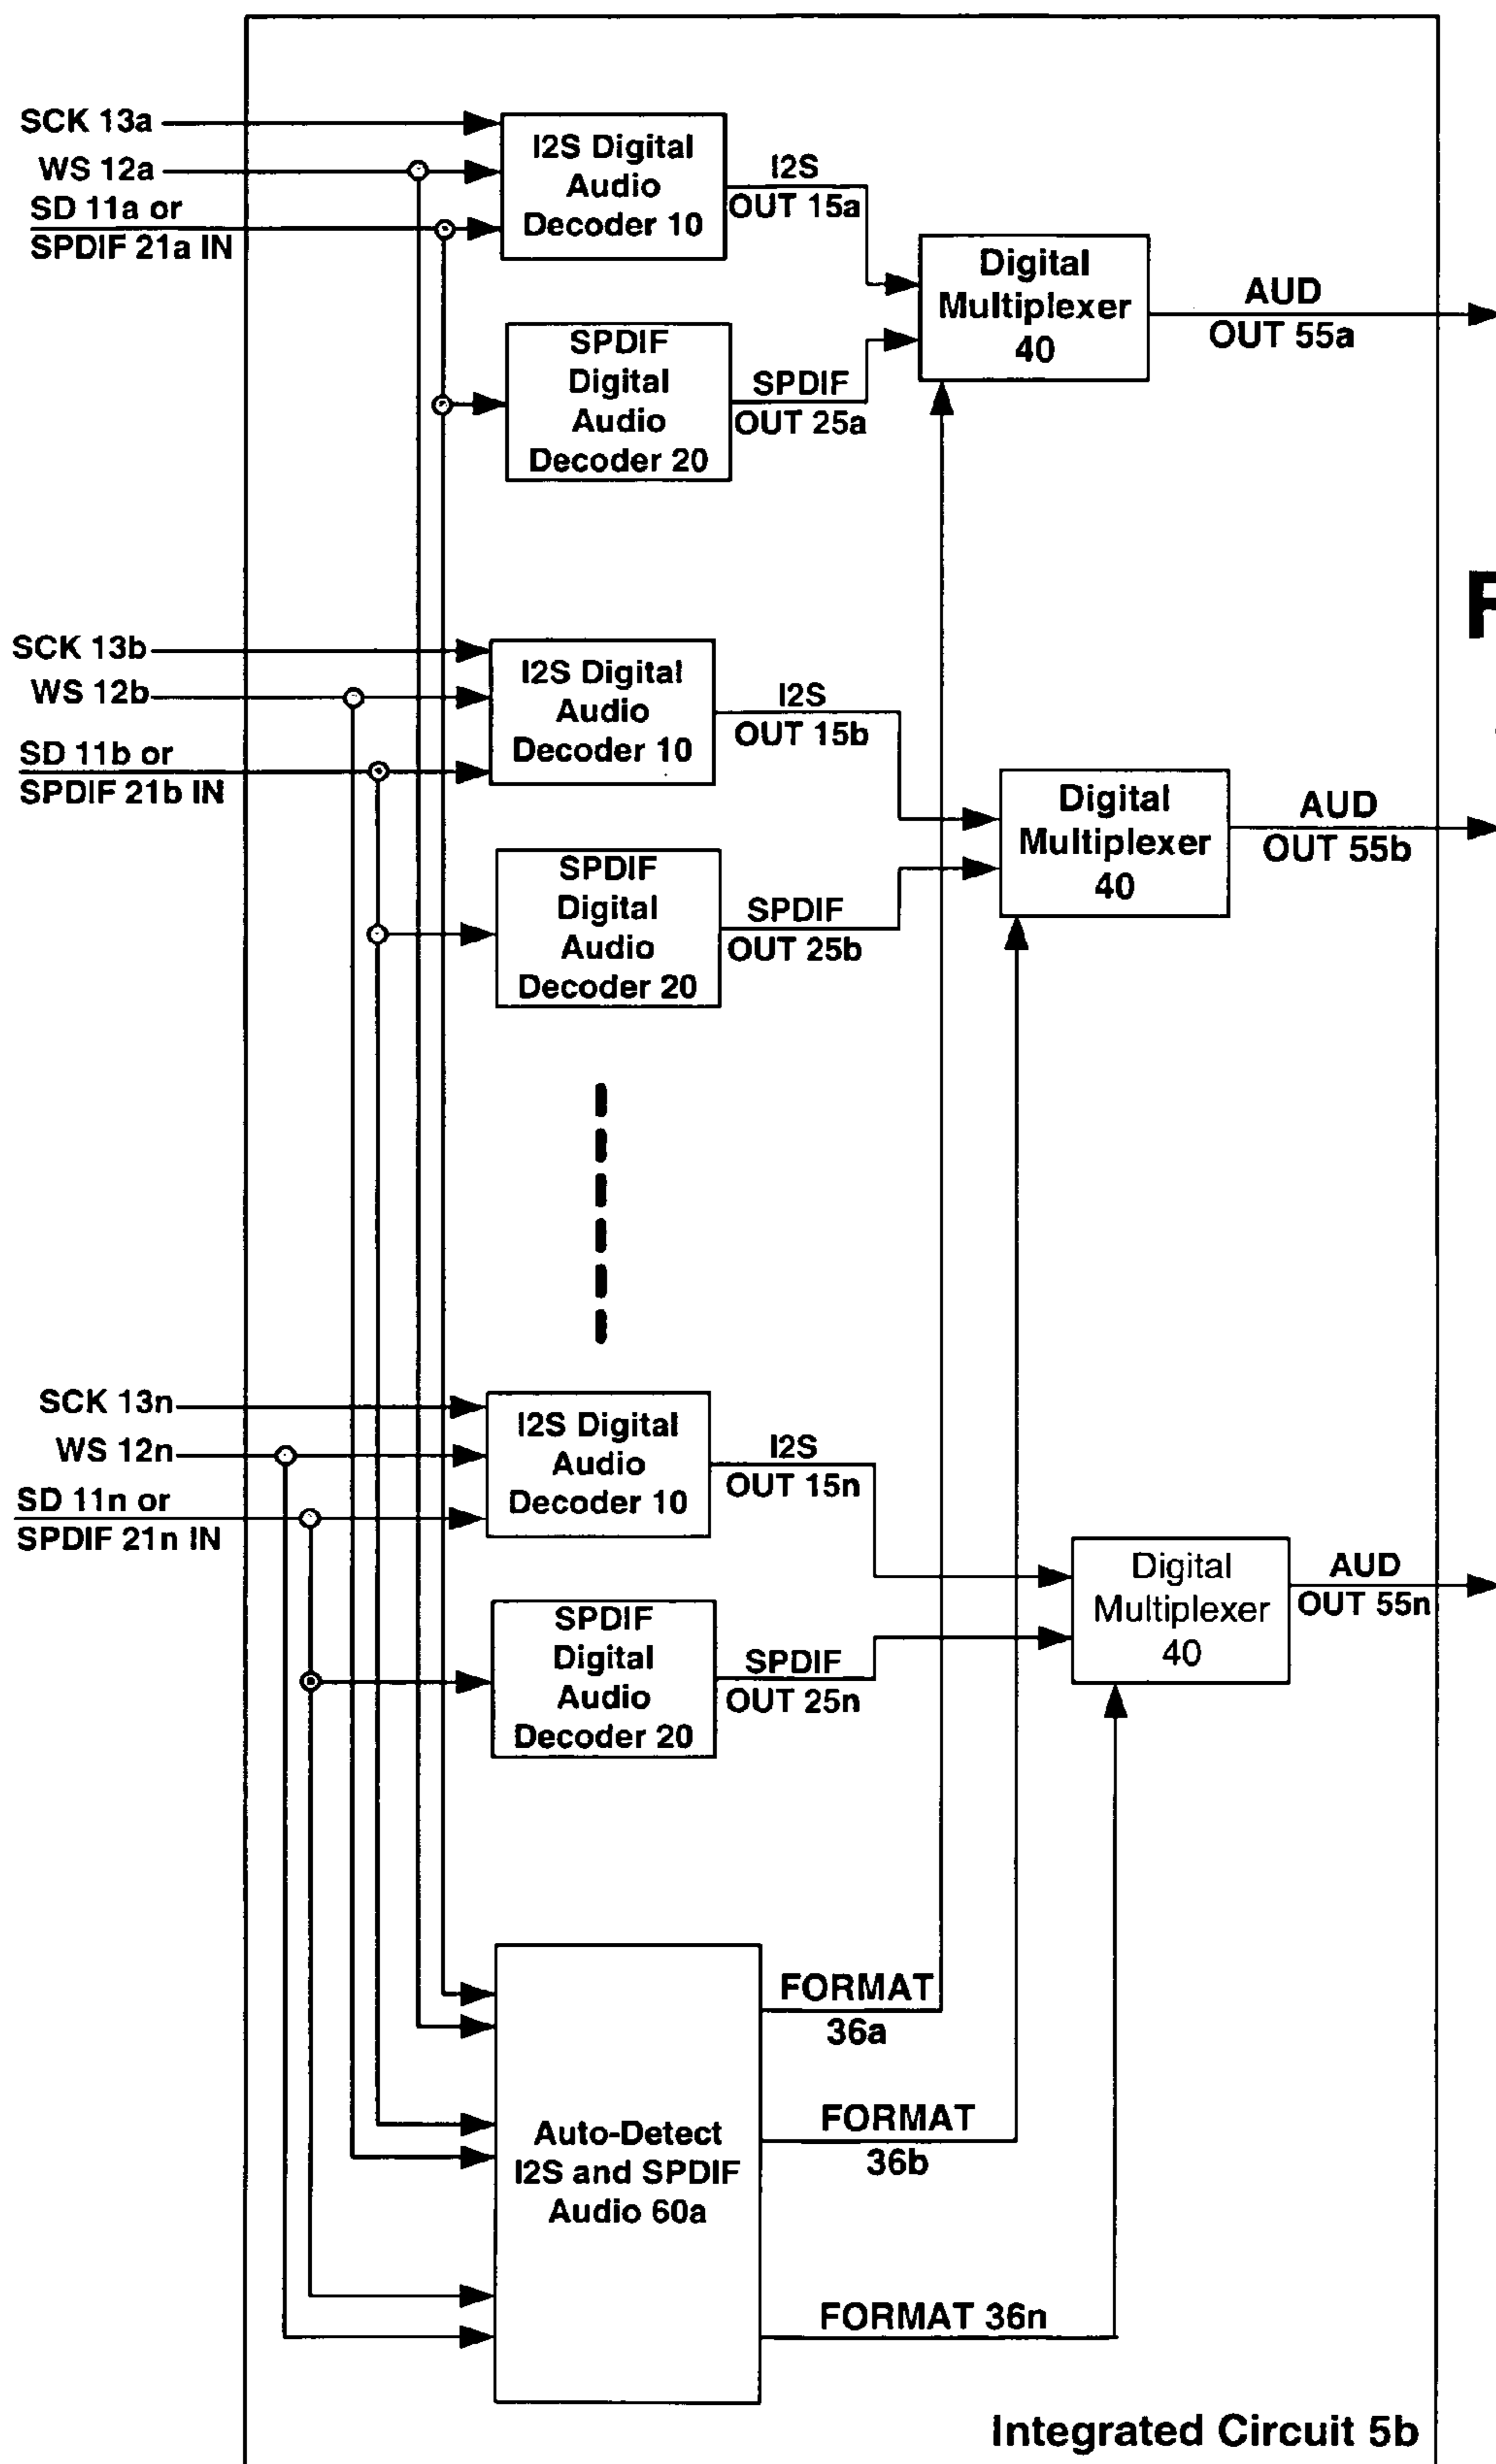 SCK 13a
WS 12a
SD 11a or
SPDIF 21a IN
I2S Digital
Audio
Decoder 10
I2S
OUT 15a
SPDIF
Digital
Audio
Decoder 20
SPDIF
OUT 25a
Digital
Multiplexer
40
AUD
OUT 55a
F
SCK 13b
WS 12b
SD 11b or
SPDIF 21b IN
I2S Digital
Audio
Decoder 10
I2S
OUT 15b
SPDIF
Digital
Audio
Decoder 20
SPDIF
OUT 25b
Digital
Multiplexer
40
AUD
OUT 55b
SCK 13n
WS 12n
SD 11n or
SPDIF 21n IN
I2S Digital
Audio
Decoder 10
I2S
OUT 15n
SPDIF
Digital
Audio
Decoder 20
SPDIF
OUT 25n
Digital
Multiplexer
40
AUD
OUT 55n
Auto-Detect
I2S and SPDIF
Audio 60a
FORMAT
36a
FORMAT
36b
FORMAT 36n
Integrated Circuit 5b